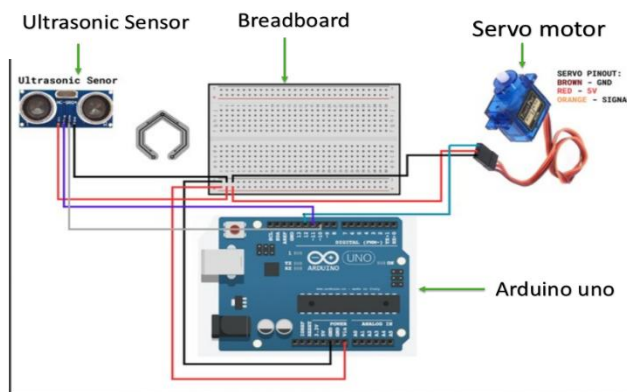 Ultrasonic Sensor
Breadboard
Servo motor
Ultrasonic Senor
SERVO PINOUT:
BROWN - GND
RED - 5V
ORANGE - SIGNA
DIGITAL (PWM~)
UNO
ARDUINO
Arduino uno
POWER
ANALOG IN